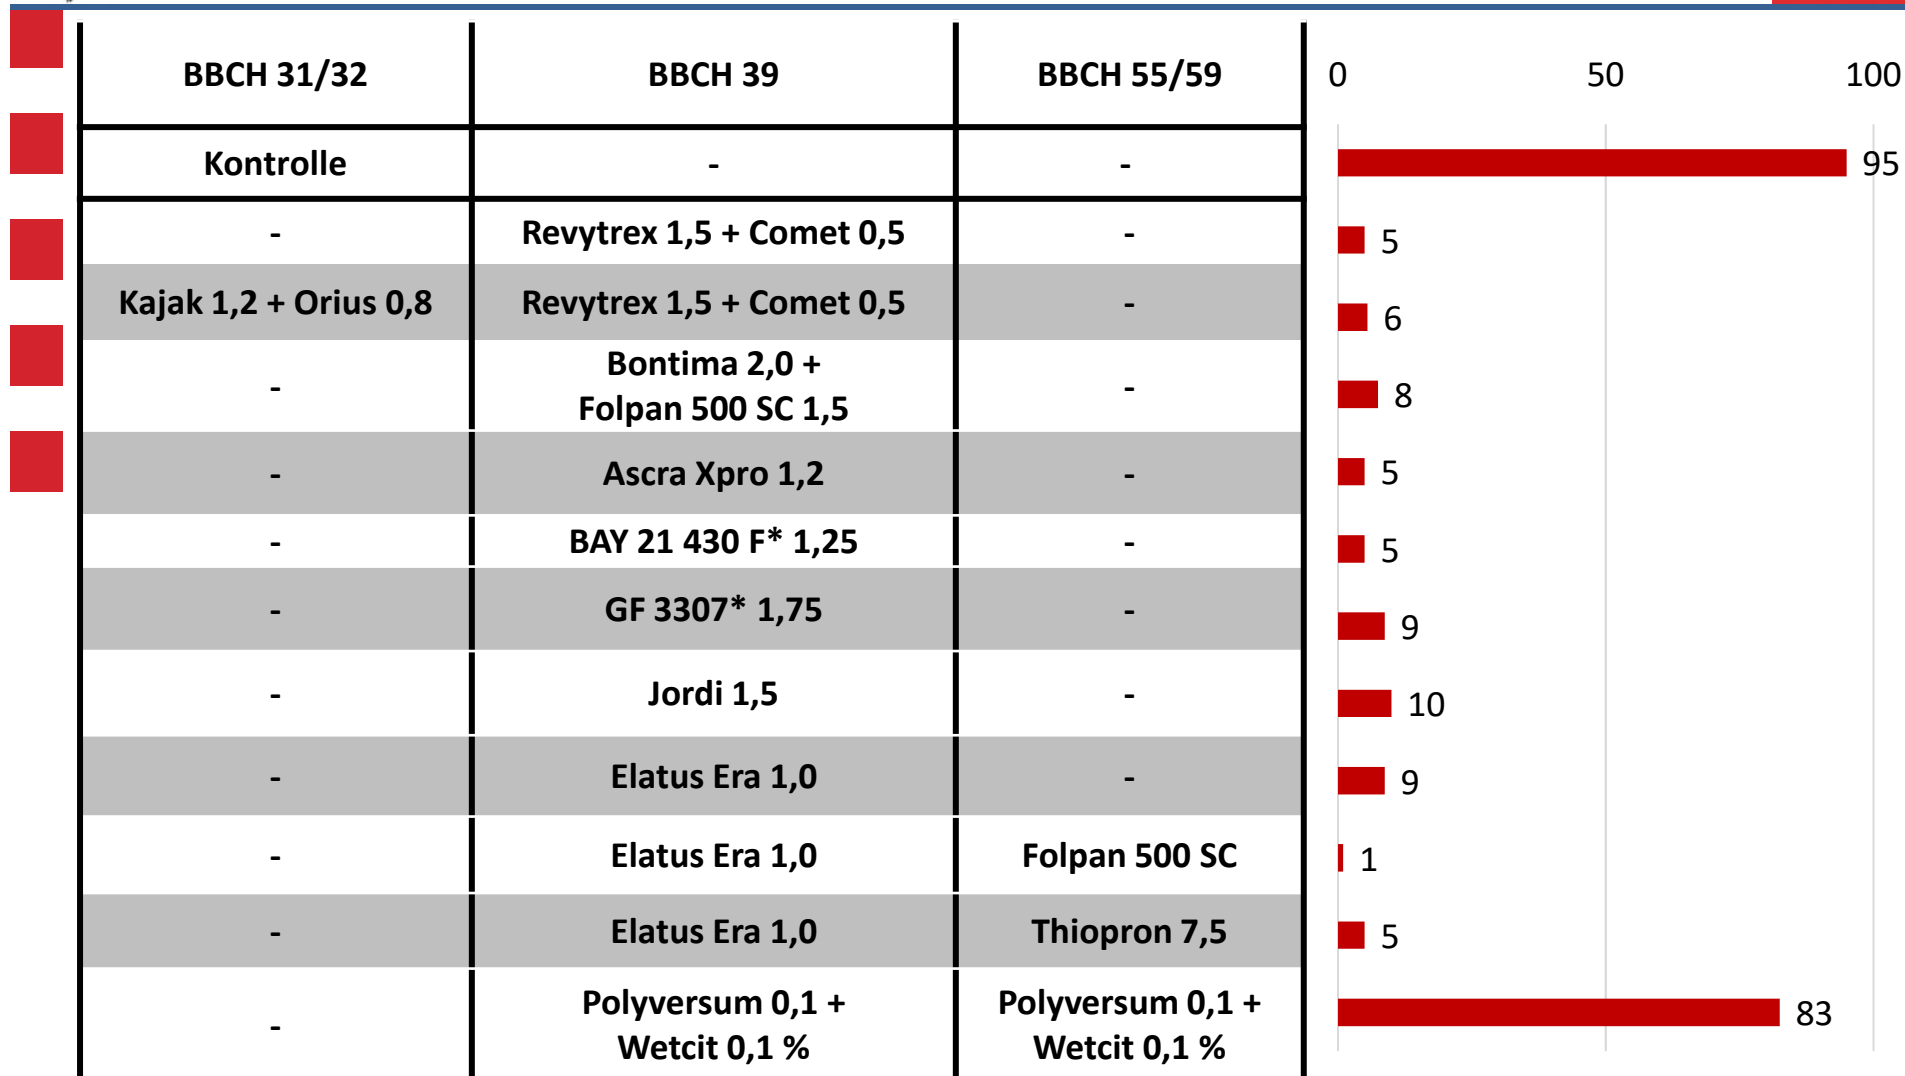 BBCH 31/32 BBCH 39 BBCH 55/59 0 50 100
Kontrolle - - 95
- Revytrex 1,5 + Comet 0,5 - 5
Kajak 1,2 + Orius 0,8 Revytrex 1,5 + Comet 0,5 - 6
- Bontima 2,0 +
Folpan 500 SC 1,5 - 8
- Ascra Xpro 1,2 - 5
- BAY 21 430 F* 1,25 - 5
- GF 3307* 1,75 - 9
- Jordi 1,5 - 10
- Elatus Era 1,0 - 9
- Elatus Era 1,0 Folpan 500 SC 1
- Elatus Era 1,0 Thiopron 7,5 5
- Polyversum 0,1 + Polyversum 0,1 + 83
Wetcit 0,1 % Wetcit 0,1 %